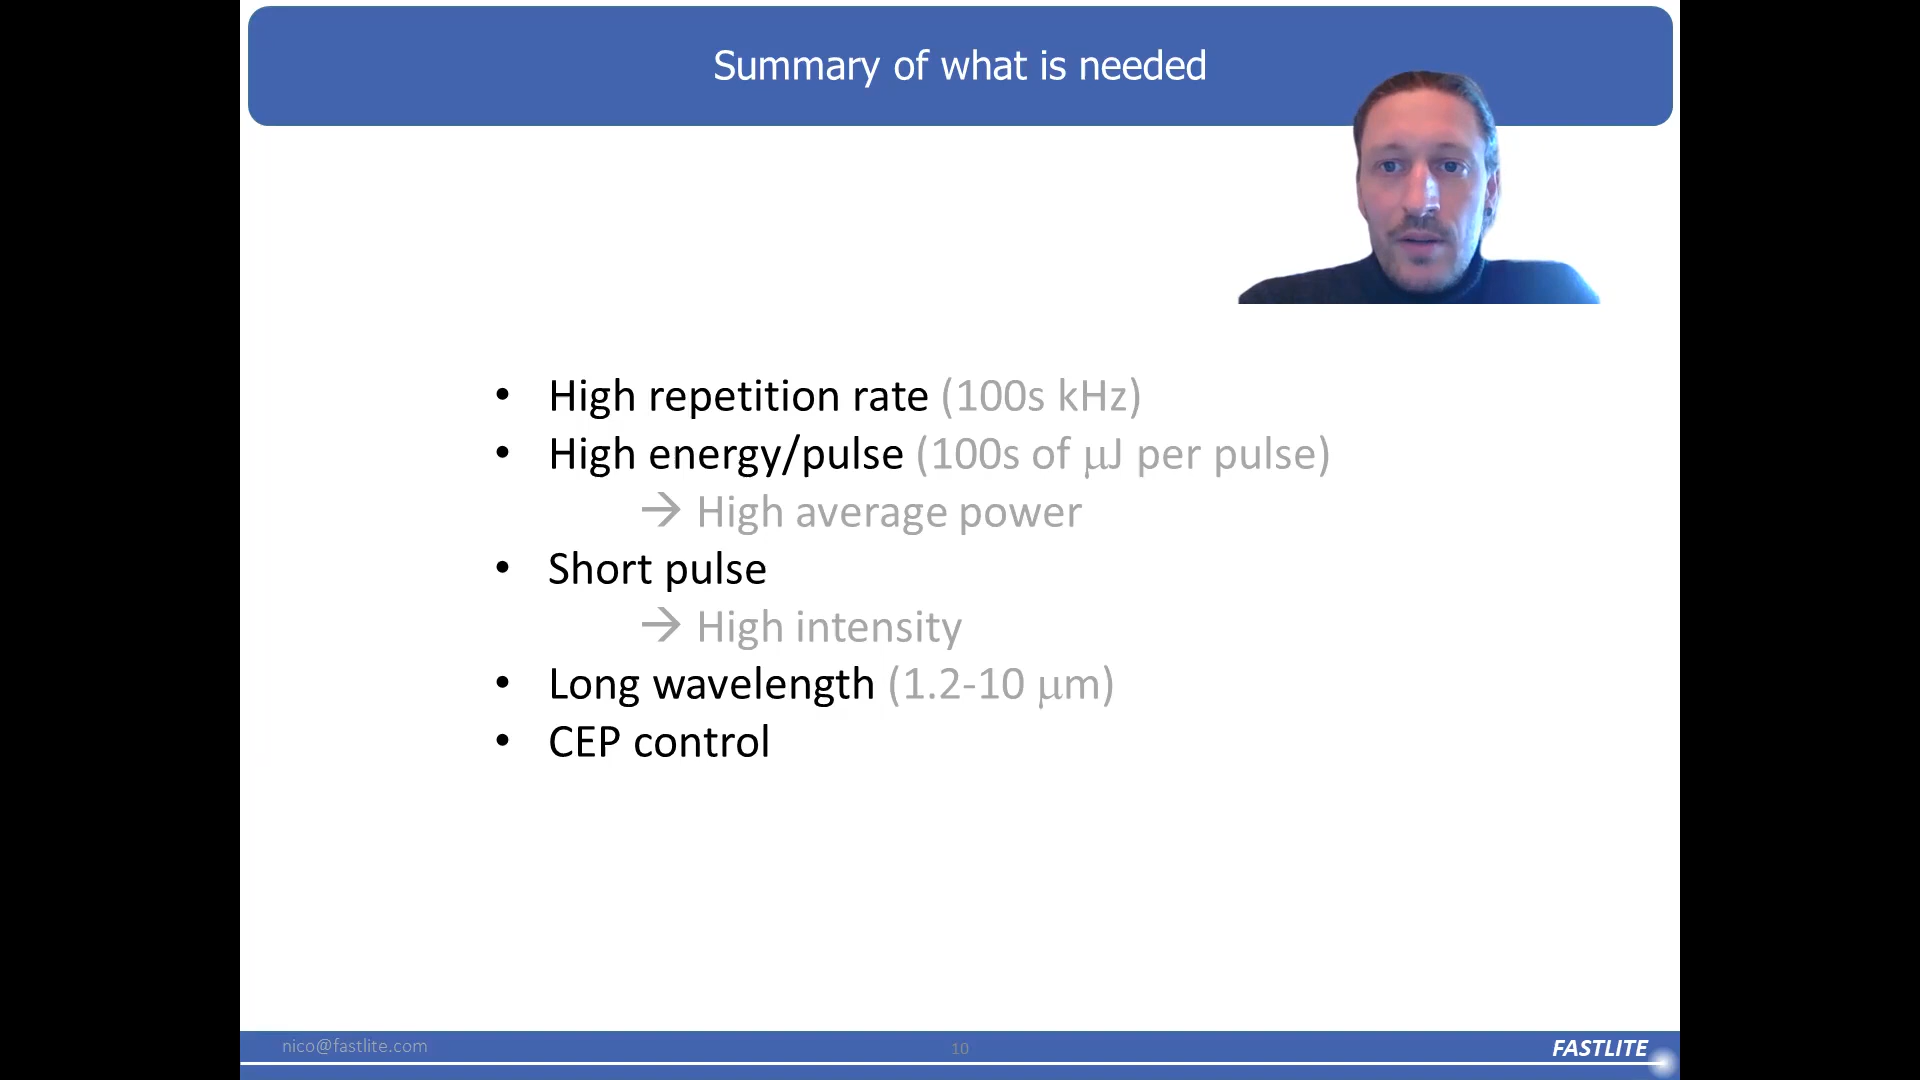 Summary of what is needed
• High repetition rate (100s kHz)
• High energy/pulse (100s of μJ per pulse)
→ High average power
• Short pulse
→ High intensity
• Long wavelength (1.2-10 μm)
• CEP control
nico@fastlite.com
10
FASTLITE